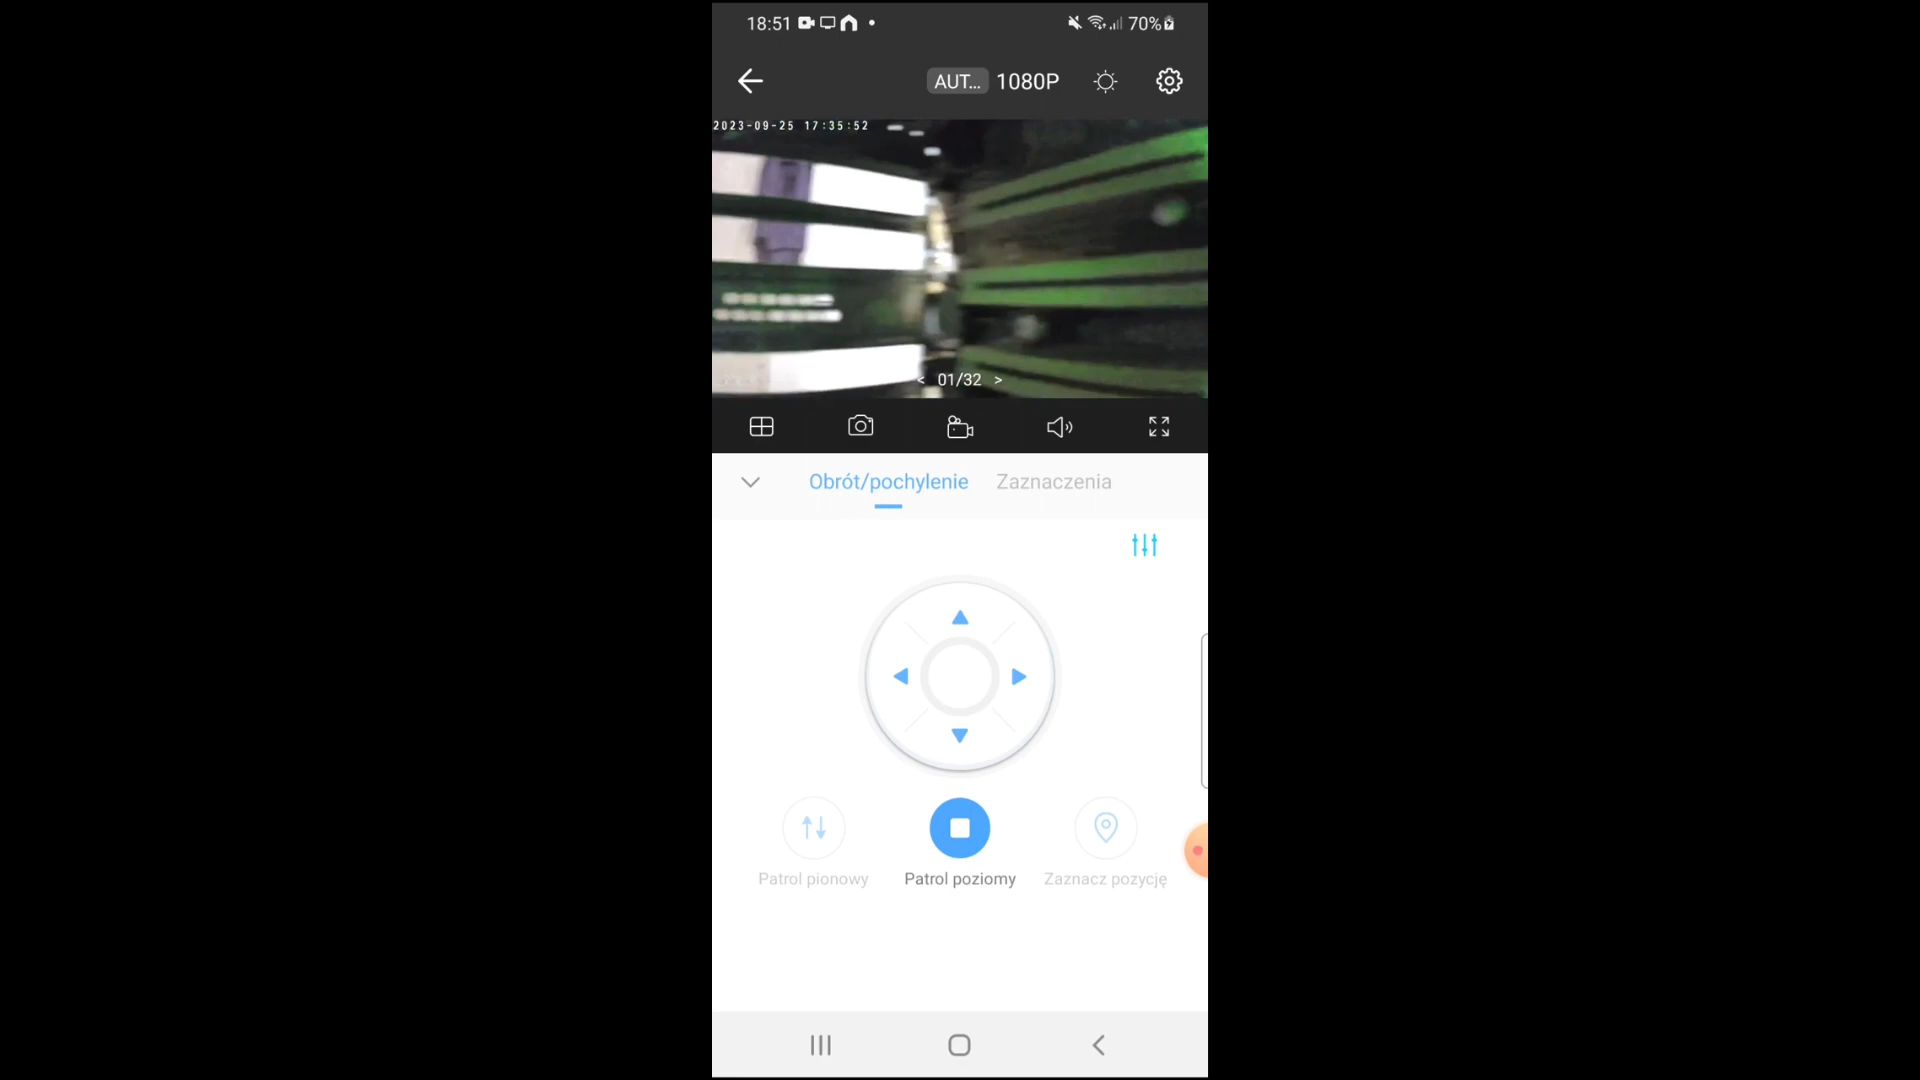 18:51
70%
AUT... 1080P
2023-09-25 17:35:52
< 01/32 >
Obrót/pochylenie Zaznaczenia
Patrol pionowy Patrol poziomy Zaznacz pozycję